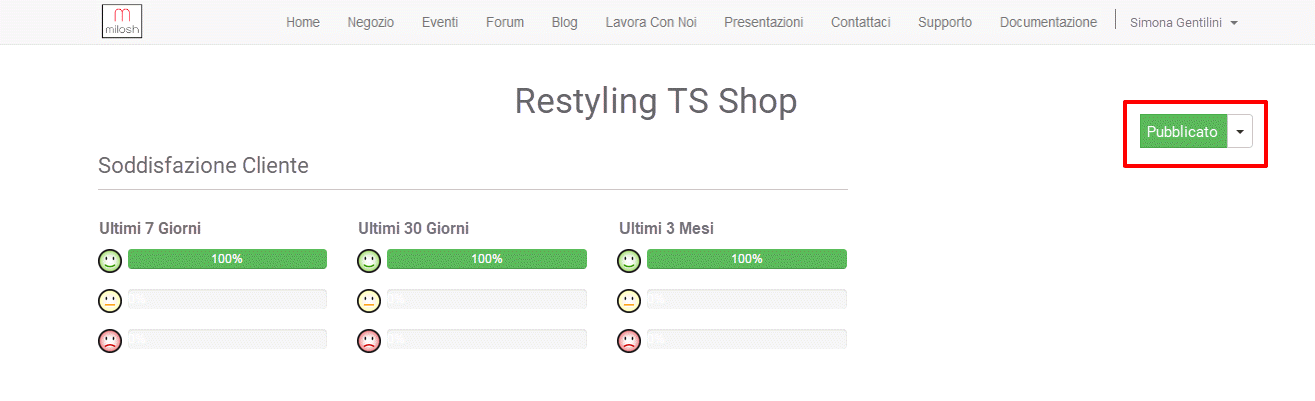 milosh
Home Negozio Eventi Forum Blog Lavora Con Noi Presentazioni Contattaci Supporto Documentazione Simona Gentilini
Restyling TS Shop
Pubblicato
Soddisfazione Cliente
Ultimi 7 Giorni Ultimi 30 Giorni Ultimi 3 Mesi
100% 100% 100%
0% 0% 0%
0% 0% 0%